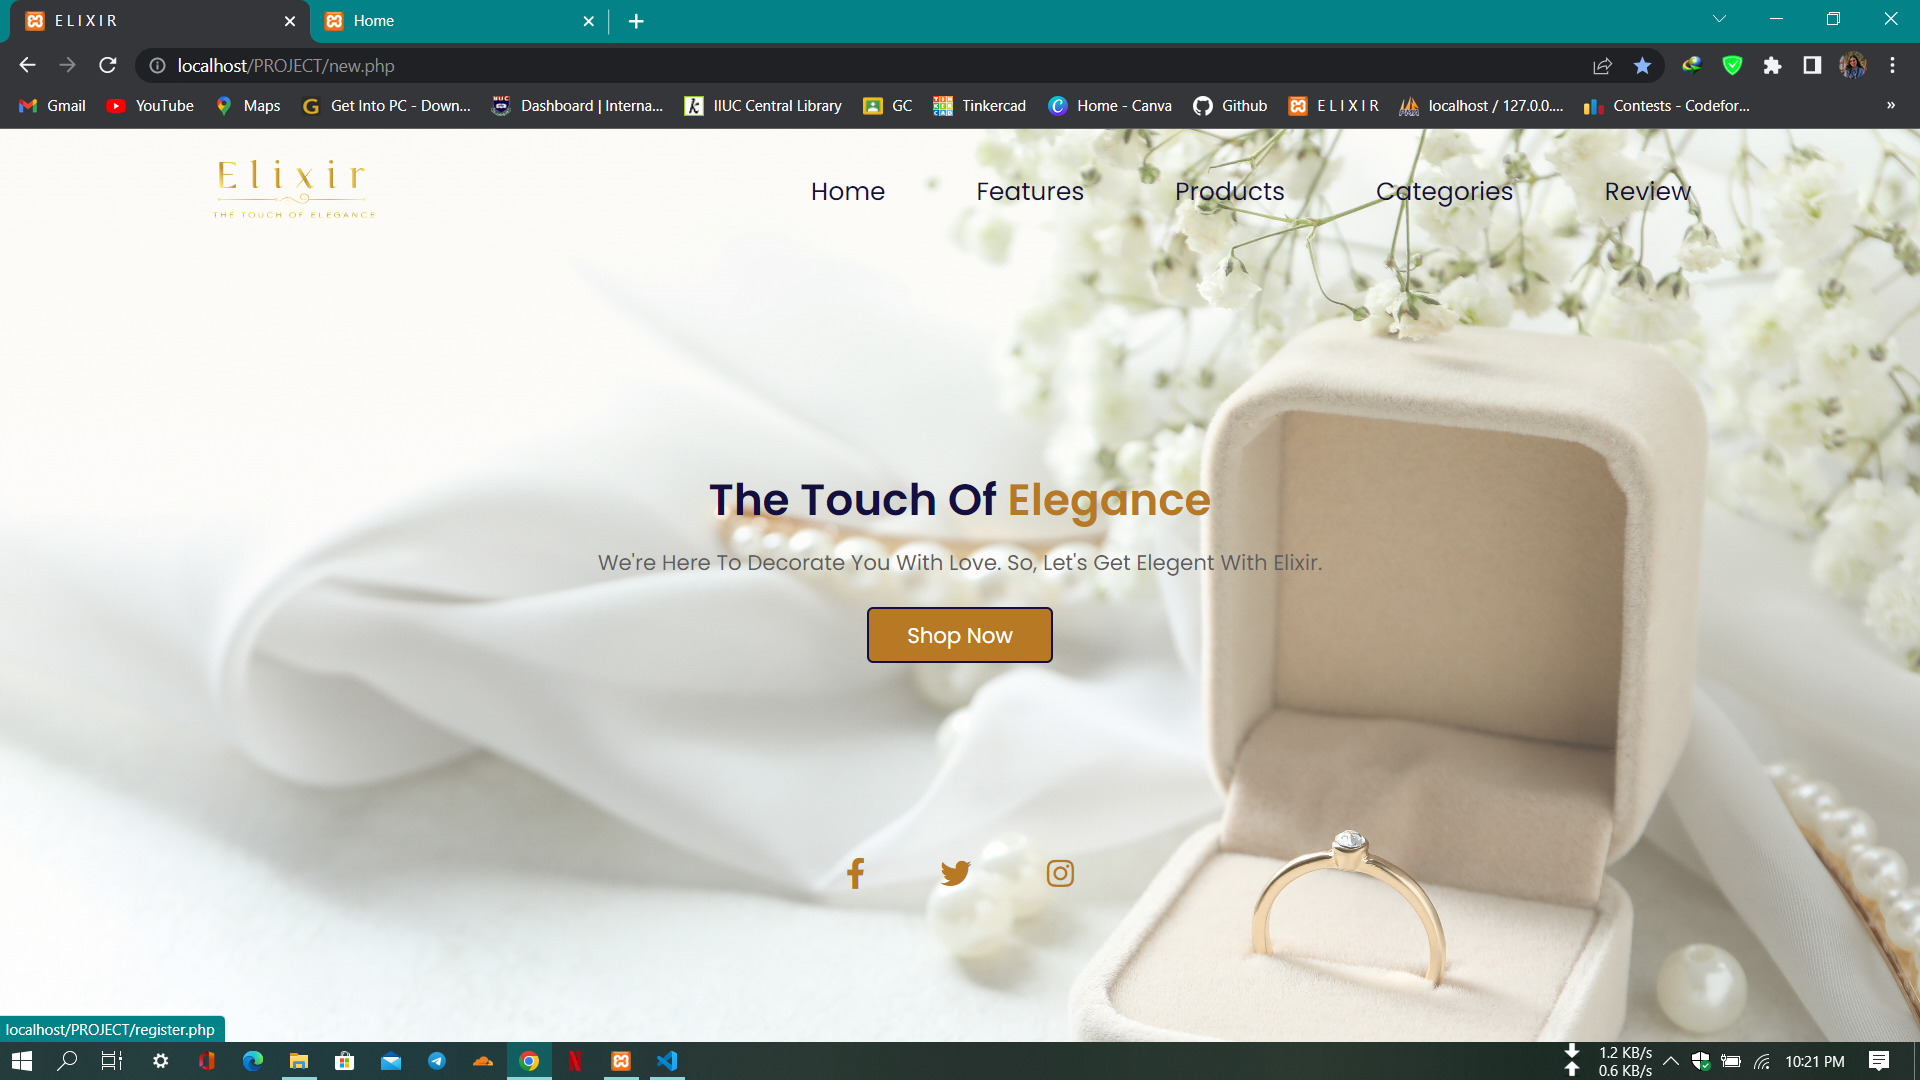 E L I X I R
Home
localhost/PROJECT/new.php
Gmail YouTube Maps Get Into PC - Down... Dashboard | Interna... IIUC Central Library GC Tinkercad Home - Canva Github E L I X I R localhost / 127.0.0.... Contests - Codefor... »
Elixir
THE TOUCH OF ELEGANCE
Home Features Products Categories Review
The Touch Of Elegance
We're Here To Decorate You With Love. So, Let's Get Elegent With Elixir.
Shop Now
localhost/PROJECT/register.php
1.2 KB/s
0.6 KB/s
10:21 PM